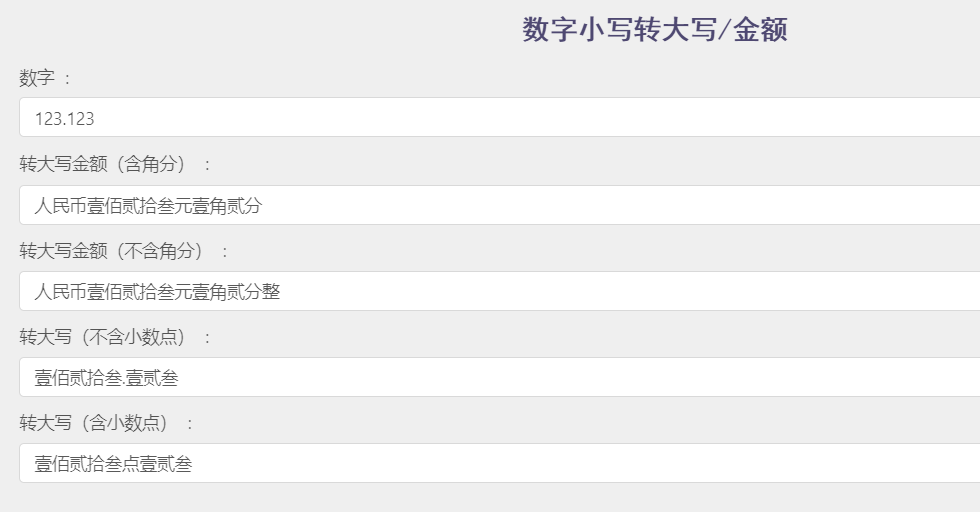 数字小写转大写/金额
数字 ：
123.123
转大写金额（含角分） ：
人民币壹佰贰拾叁元壹角贰分
转大写金额（不含角分） ：
人民币壹佰贰拾叁元壹角贰分整
转大写（不含小数点） ：
壹佰贰拾叁.壹贰叁
转大写（含小数点） ：
壹佰贰拾叁点壹贰叁